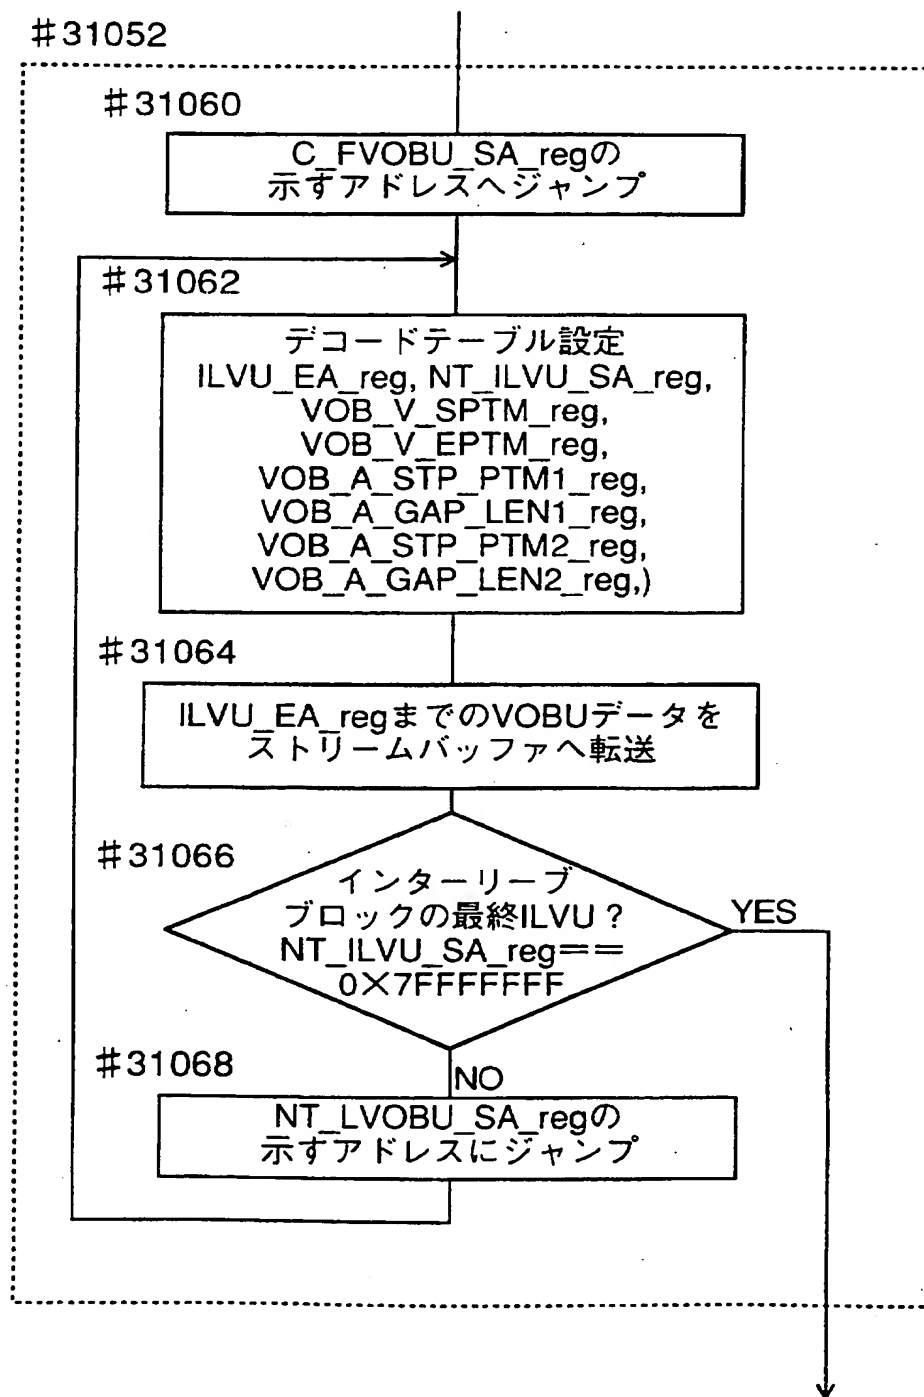 #31052
#31060
C_FVOBU_SA_regの
示すアドレスへジャンプ
#31062
デコードテーブル設定
ILVU_EA_reg, NT_ILVU_SA_reg,
VOB_V_SPTM_reg,
VOB_V_EPTM_reg,
VOB_A_STP_PTM1_reg,
VOB_A_GAP_LEN1_reg,
VOB_A_STP_PTM2_reg,
VOB_A_GAP_LEN2_reg,)
#31064
ILVU_EA_regまでのVOBUデータを
ストリームバッファへ転送
#31066
インターリーブ
ブロックの最終ILVU?
NT_ILVU_SA_reg==
0×7FFFFFFF
YES
#31068
NO
NT_LVOBU_SA_regの
示すアドレスにジャンプ